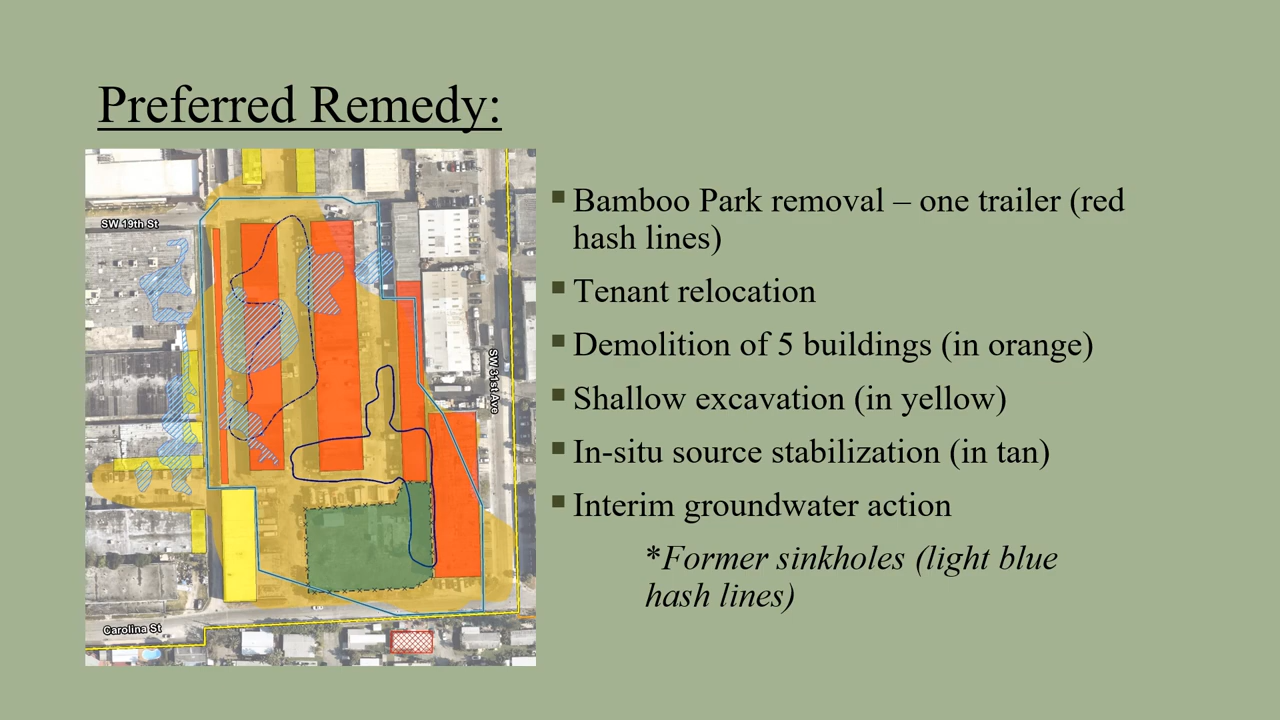 Preferred Remedy:
SW 19th St
SW 31st Ave
Carolina St
Bamboo Park removal – one trailer (red
hash lines)
Tenant relocation
Demolition of 5 buildings (in orange)
Shallow excavation (in yellow)
In-situ source stabilization (in tan)
Interim groundwater action
*Former sinkholes (light blue
hash lines)